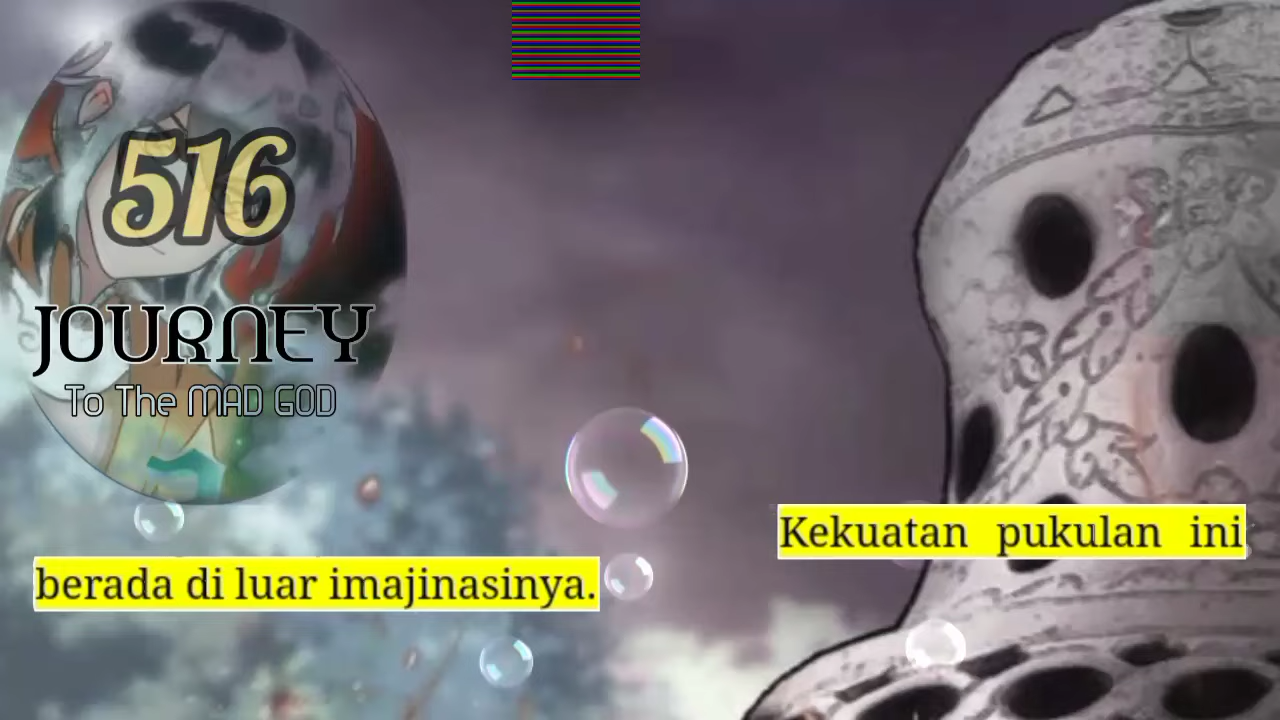 516
JOURNEY
To The MAD GOD
Kekuatan pukulan ini
berada di luar imajinasinya.